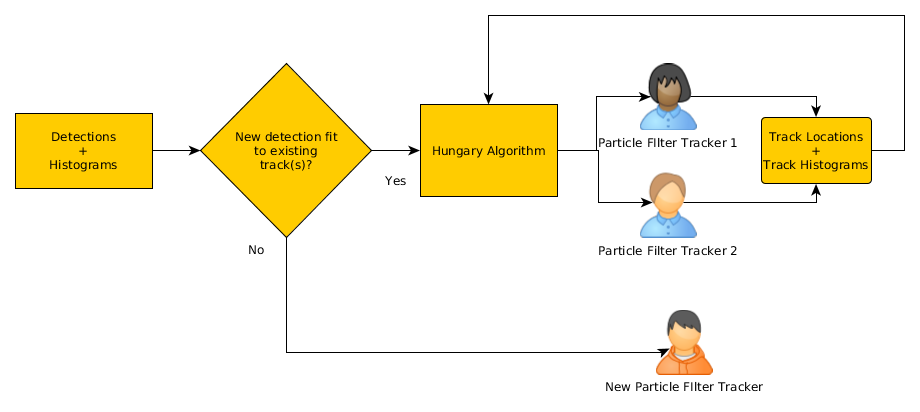 Detections
+
Histograms
New detection fit
to existing
track(s)?
Yes
No
Hungary Algorithm
Particle FIlter Tracker 1
Particle Filter Tracker 2
Track Locations
+
Track Histograms
New Particle FIlter Tracker